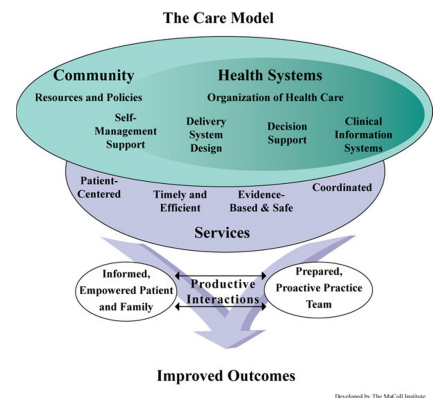 The Care Model
Community
Health Systems
Resources and Policies
Organization of Health Care
Self-
Management
Support
Delivery
System
Design
Decision
Support
Clinical
Information
Systems
Patient-
Centered
Timely and
Efficient
Evidence-
Based & Safe
Coordinated
Services
Informed,
Empowered Patient
and Family
Productive
Interactions
Prepared,
Proactive Practice
Team
Improved Outcomes
Developed by The MaColl Institute